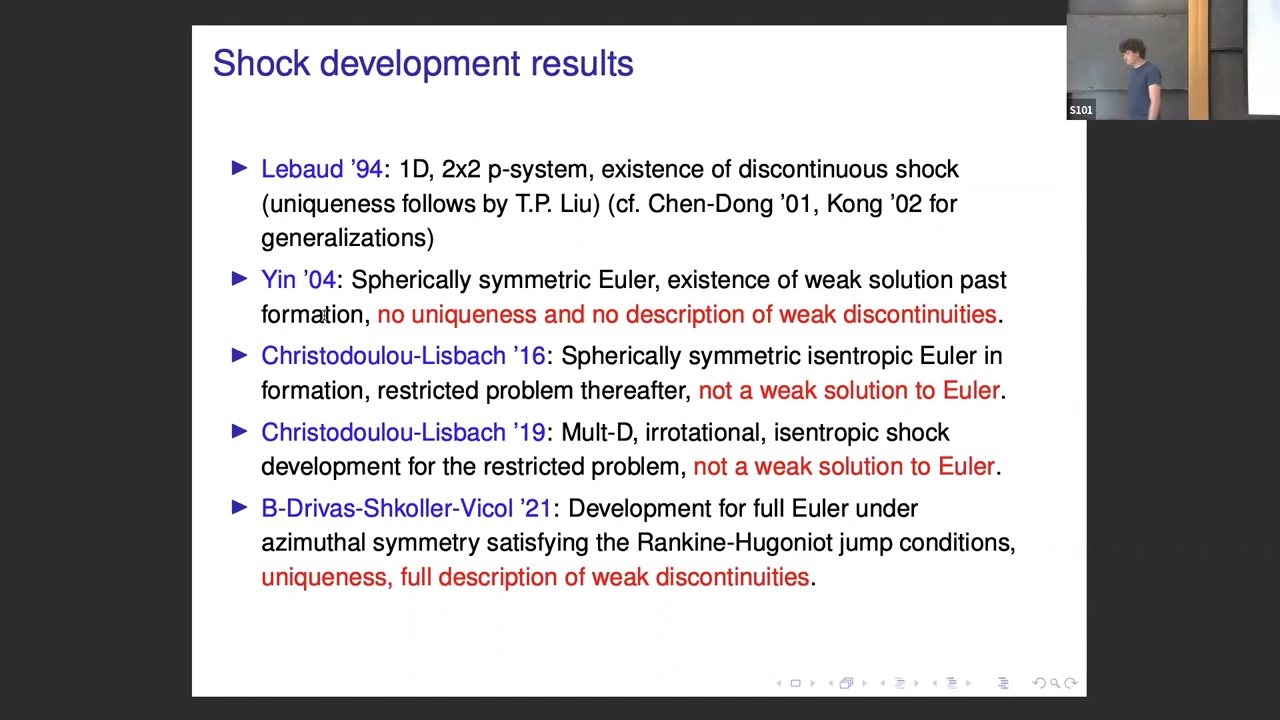 Shock development results
S101
▶ Lebaud '94: 1D, 2x2 p-system, existence of discontinuous shock
(uniqueness follows by T.P. Liu) (cf. Chen-Dong '01, Kong '02 for
generalizations)
▶ Yin '04: Spherically symmetric Euler, existence of weak solution past
formation, no uniqueness and no description of weak discontinuities.
▶ Christodoulou-Lisbach '16: Spherically symmetric isentropic Euler in
formation, restricted problem thereafter, not a weak solution to Euler.
▶ Christodoulou-Lisbach '19: Mult-D, irrotational, isentropic shock
development for the restricted problem, not a weak solution to Euler.
▶ B-Drivas-Shkoller-Vicol '21: Development for full Euler under
azimuthal symmetry satisfying the Rankine-Hugoniot jump conditions,
uniqueness, full description of weak discontinuities.